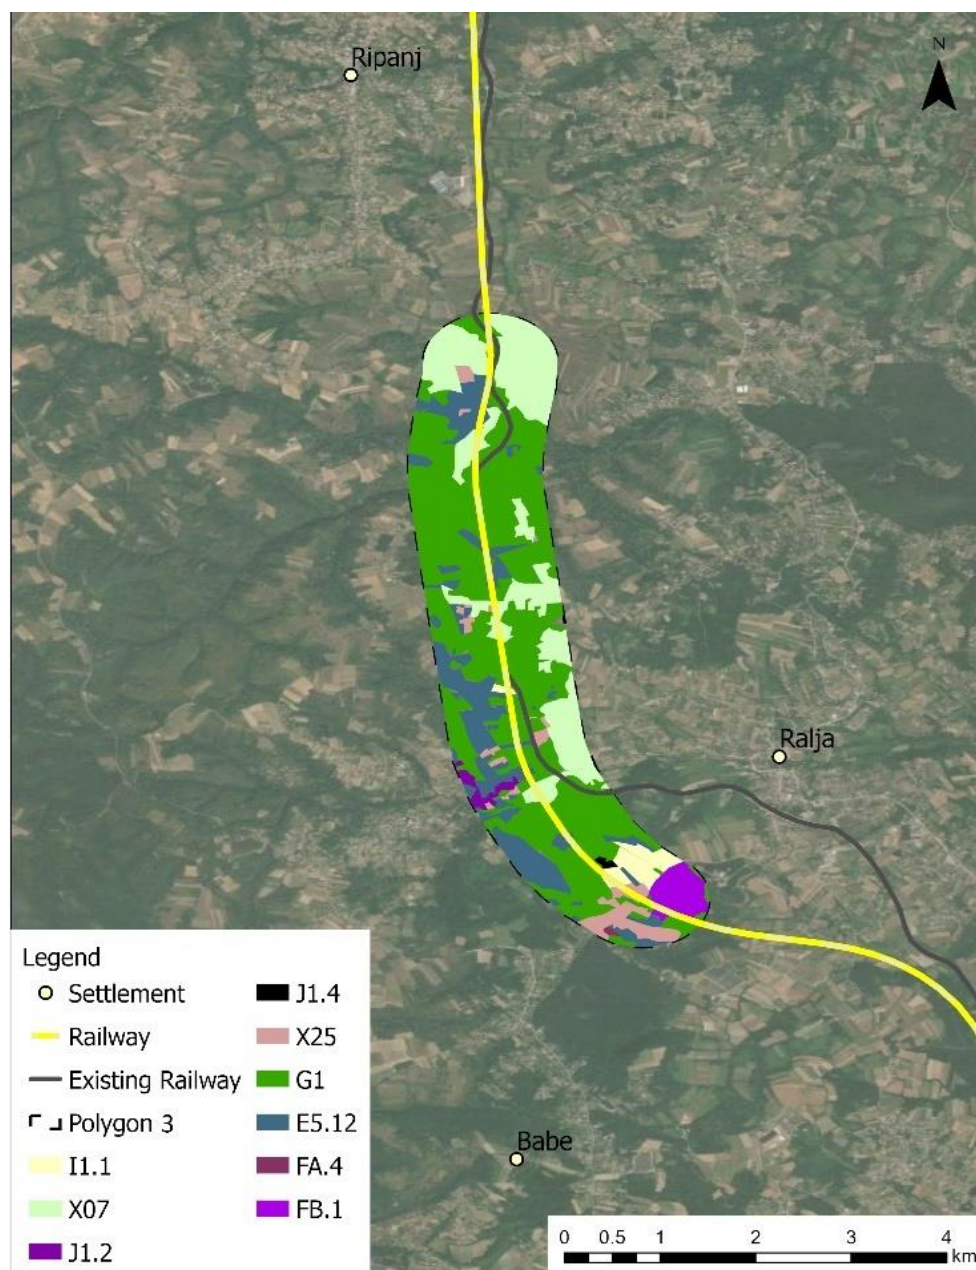 Ripanj
N
Ralja
Legend
Settlement
Railway
Existing Railway
Polygon 3
I1.1
X07
J1.2
J1.4
X25
G1
E5.12
FA.4
FB.1
Babe
0 0.5 1 2 3 4
km